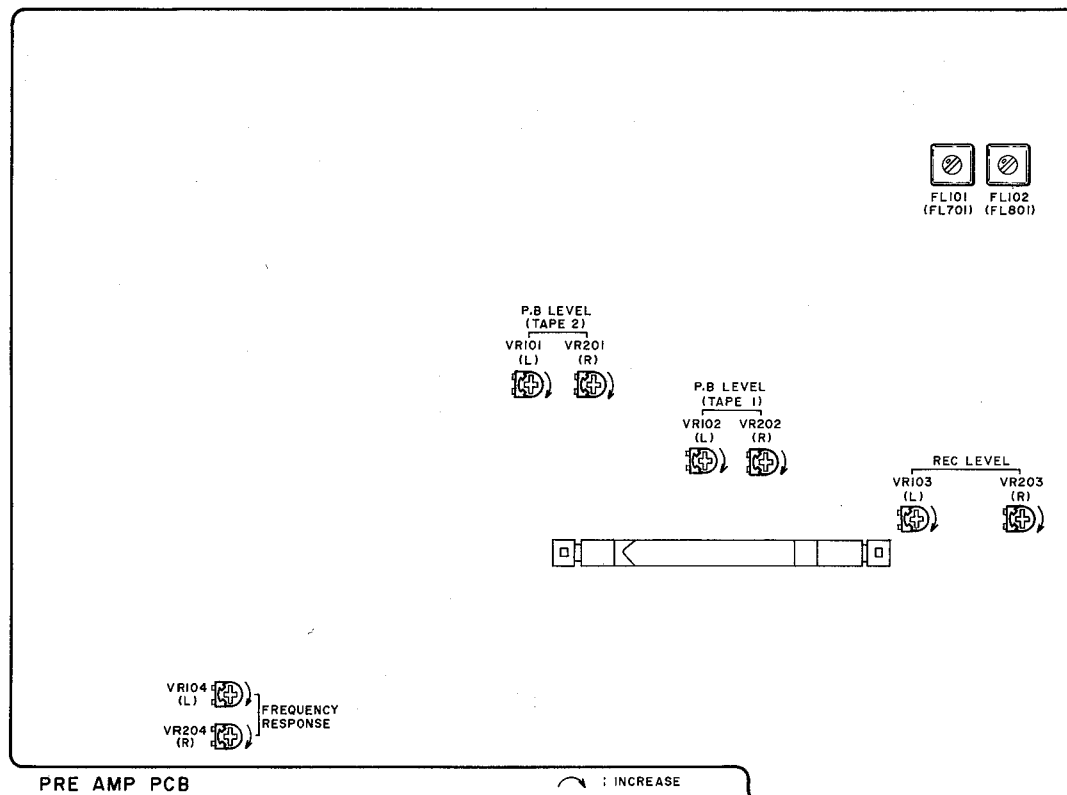 FL101 FL102
(FL701) (FL801)
P.B LEVEL
(TAPE 2)
VR101 VR201
(L) (R)
P.B LEVEL
(TAPE 1)
VR102 VR202
(L) (R)
REC LEVEL
VR103 VR203
(L) (R)
VR104
(L)
FREQUENCY
RESPONSE
VR204
(R)
PRE AMP PCB
: INCREASE